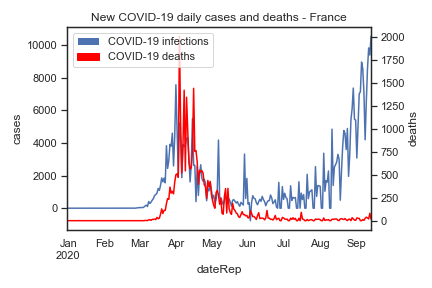 New COVID-19 daily cases and deaths - France
COVID-19 infections
COVID-19 deaths
cases
10000
8000
6000
4000
2000
0
deaths
2000
1750
1500
1250
1000
750
500
250
0
Jan Feb Mar Apr May Jun Jul Aug Sep
2020
dateRep